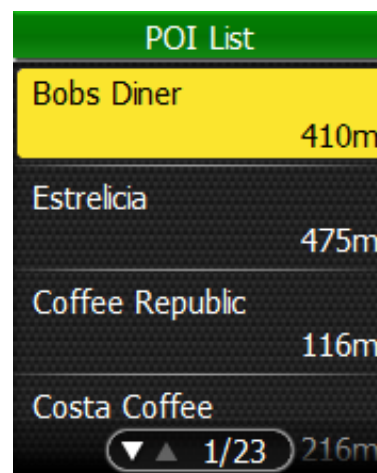 POI List
Bobs Diner
410m
Estrelicia
475m
Coffee Republic
116m
Costa Coffee
1/23 216m